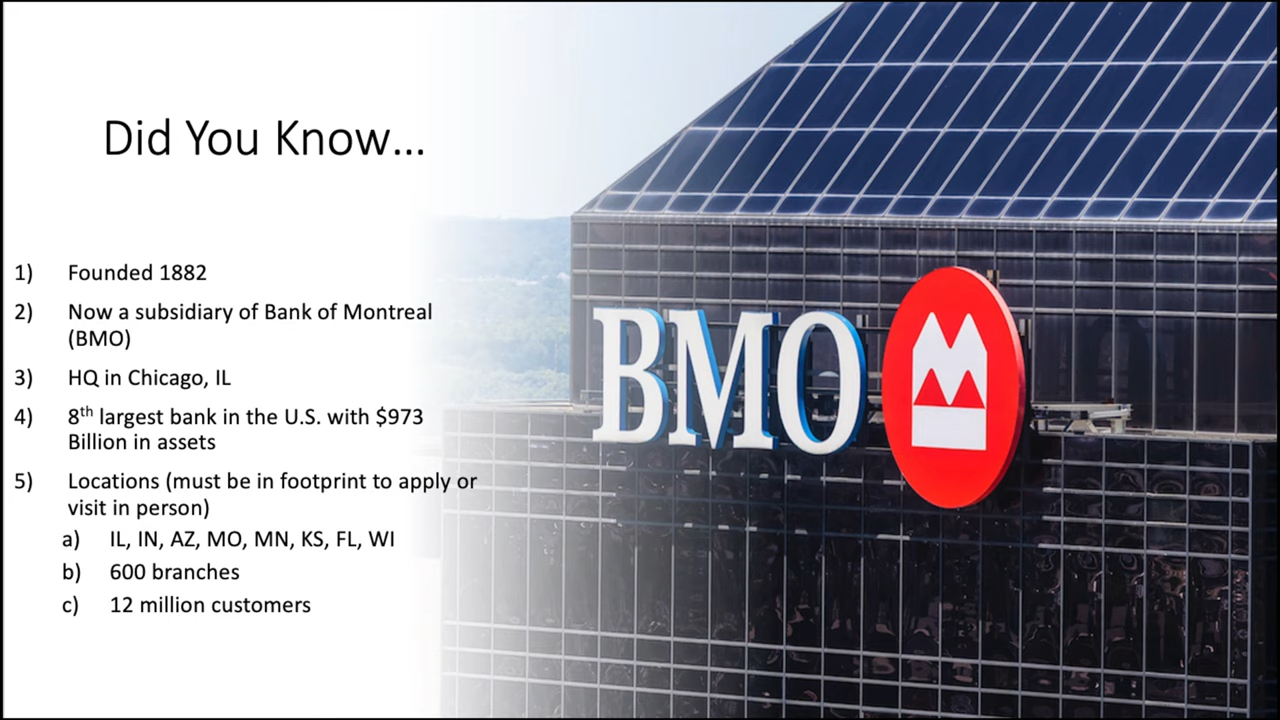 Did You Know...
1) Founded 1882
2) Now a subsidiary of Bank of Montreal
(BMO)
3) HQ in Chicago, IL
4) 8th largest bank in the U.S. with $973
Billion in assets
5) Locations (must be in footprint to apply or
visit in person)
a) IL, IN, AZ, MO, MN, KS, FL, WI
b) 600 branches
c) 12 million customers
BMO